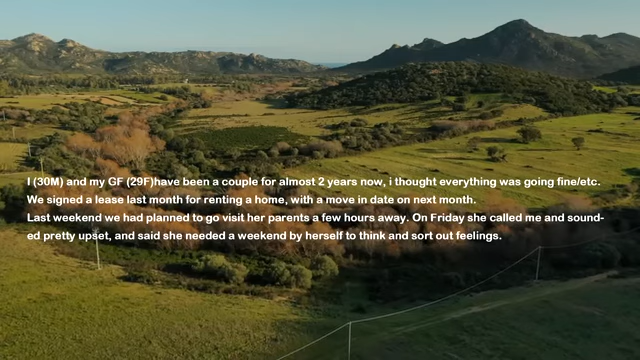 I (30M) and my GF (29F)have been a couple for almost 2 years now, i thought everything was going fine/etc.
We signed a lease last month for renting a home, with a move in date on next month.
Last weekend we had planned to go visit her parents a few hours away. On Friday she called me and sound-
ed pretty upset, and said she needed a weekend by herself to think and sort out feelings.